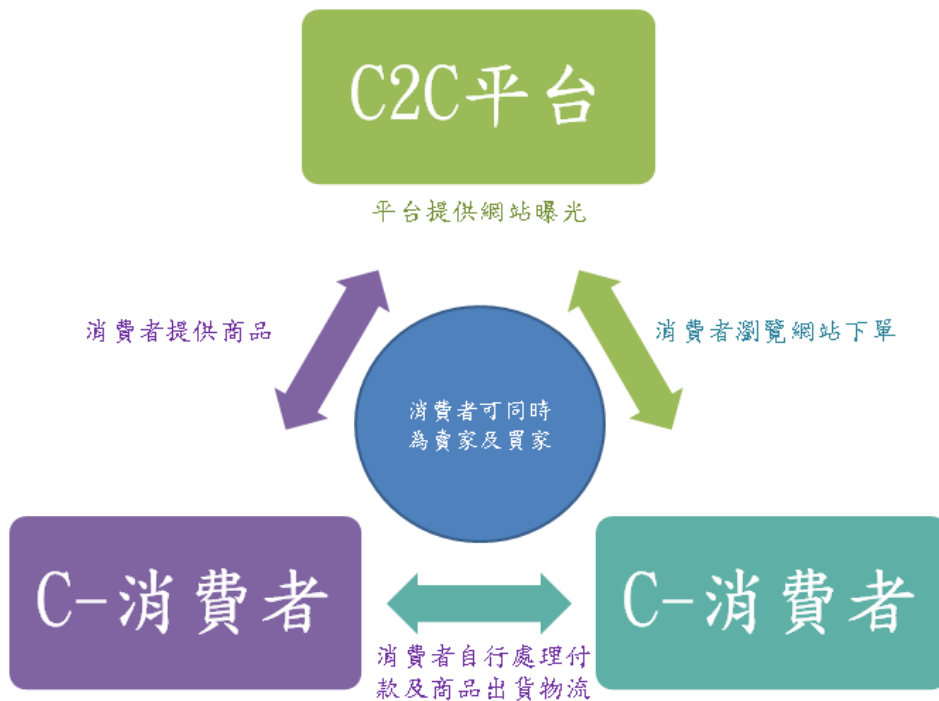 C2C平台
平台提供網站曝光
消費者提供商品
消費者瀏覽網站下單
消費者可同時
為賣家及買家
C-消費者
C-消費者
消費者自行處理付
款及商品出貨物流